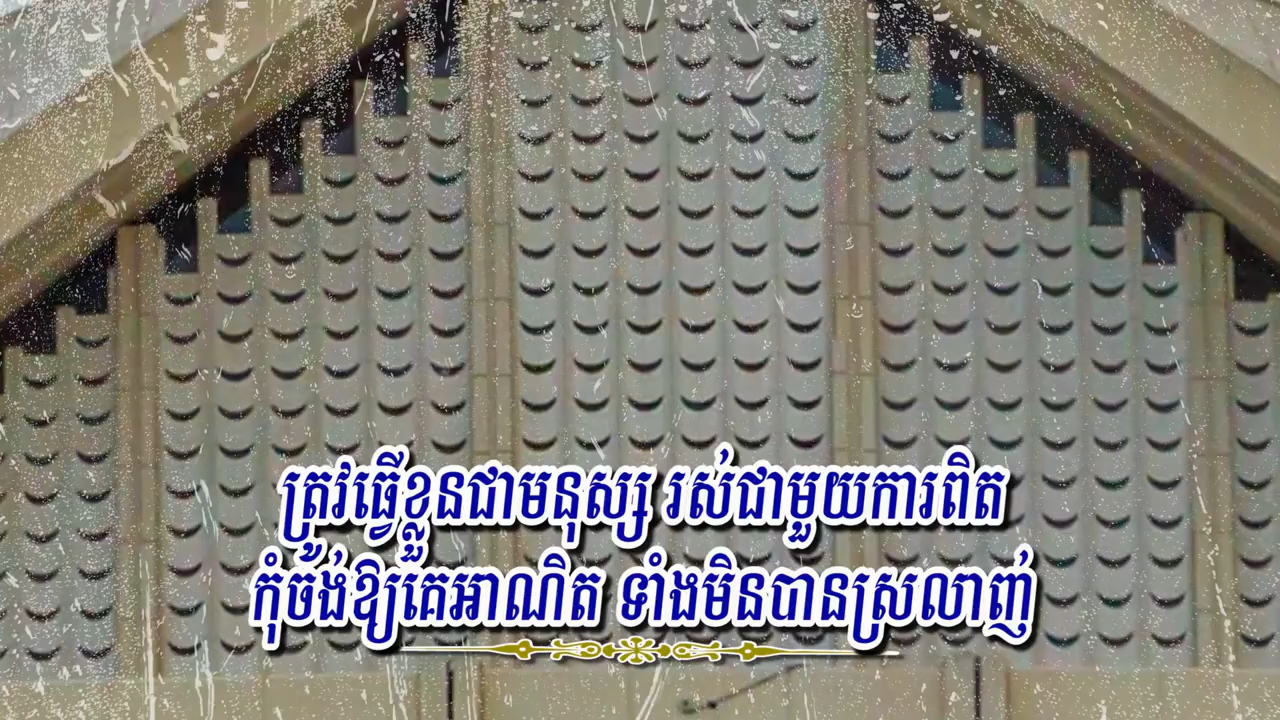 ត្រូវធ្វើខ្លួនជាមនុស្ស រស់ជាមួយការពិត
កុំចង់ឱ្យគេអាណិត ទាំងមិនបានស្រលាញ់